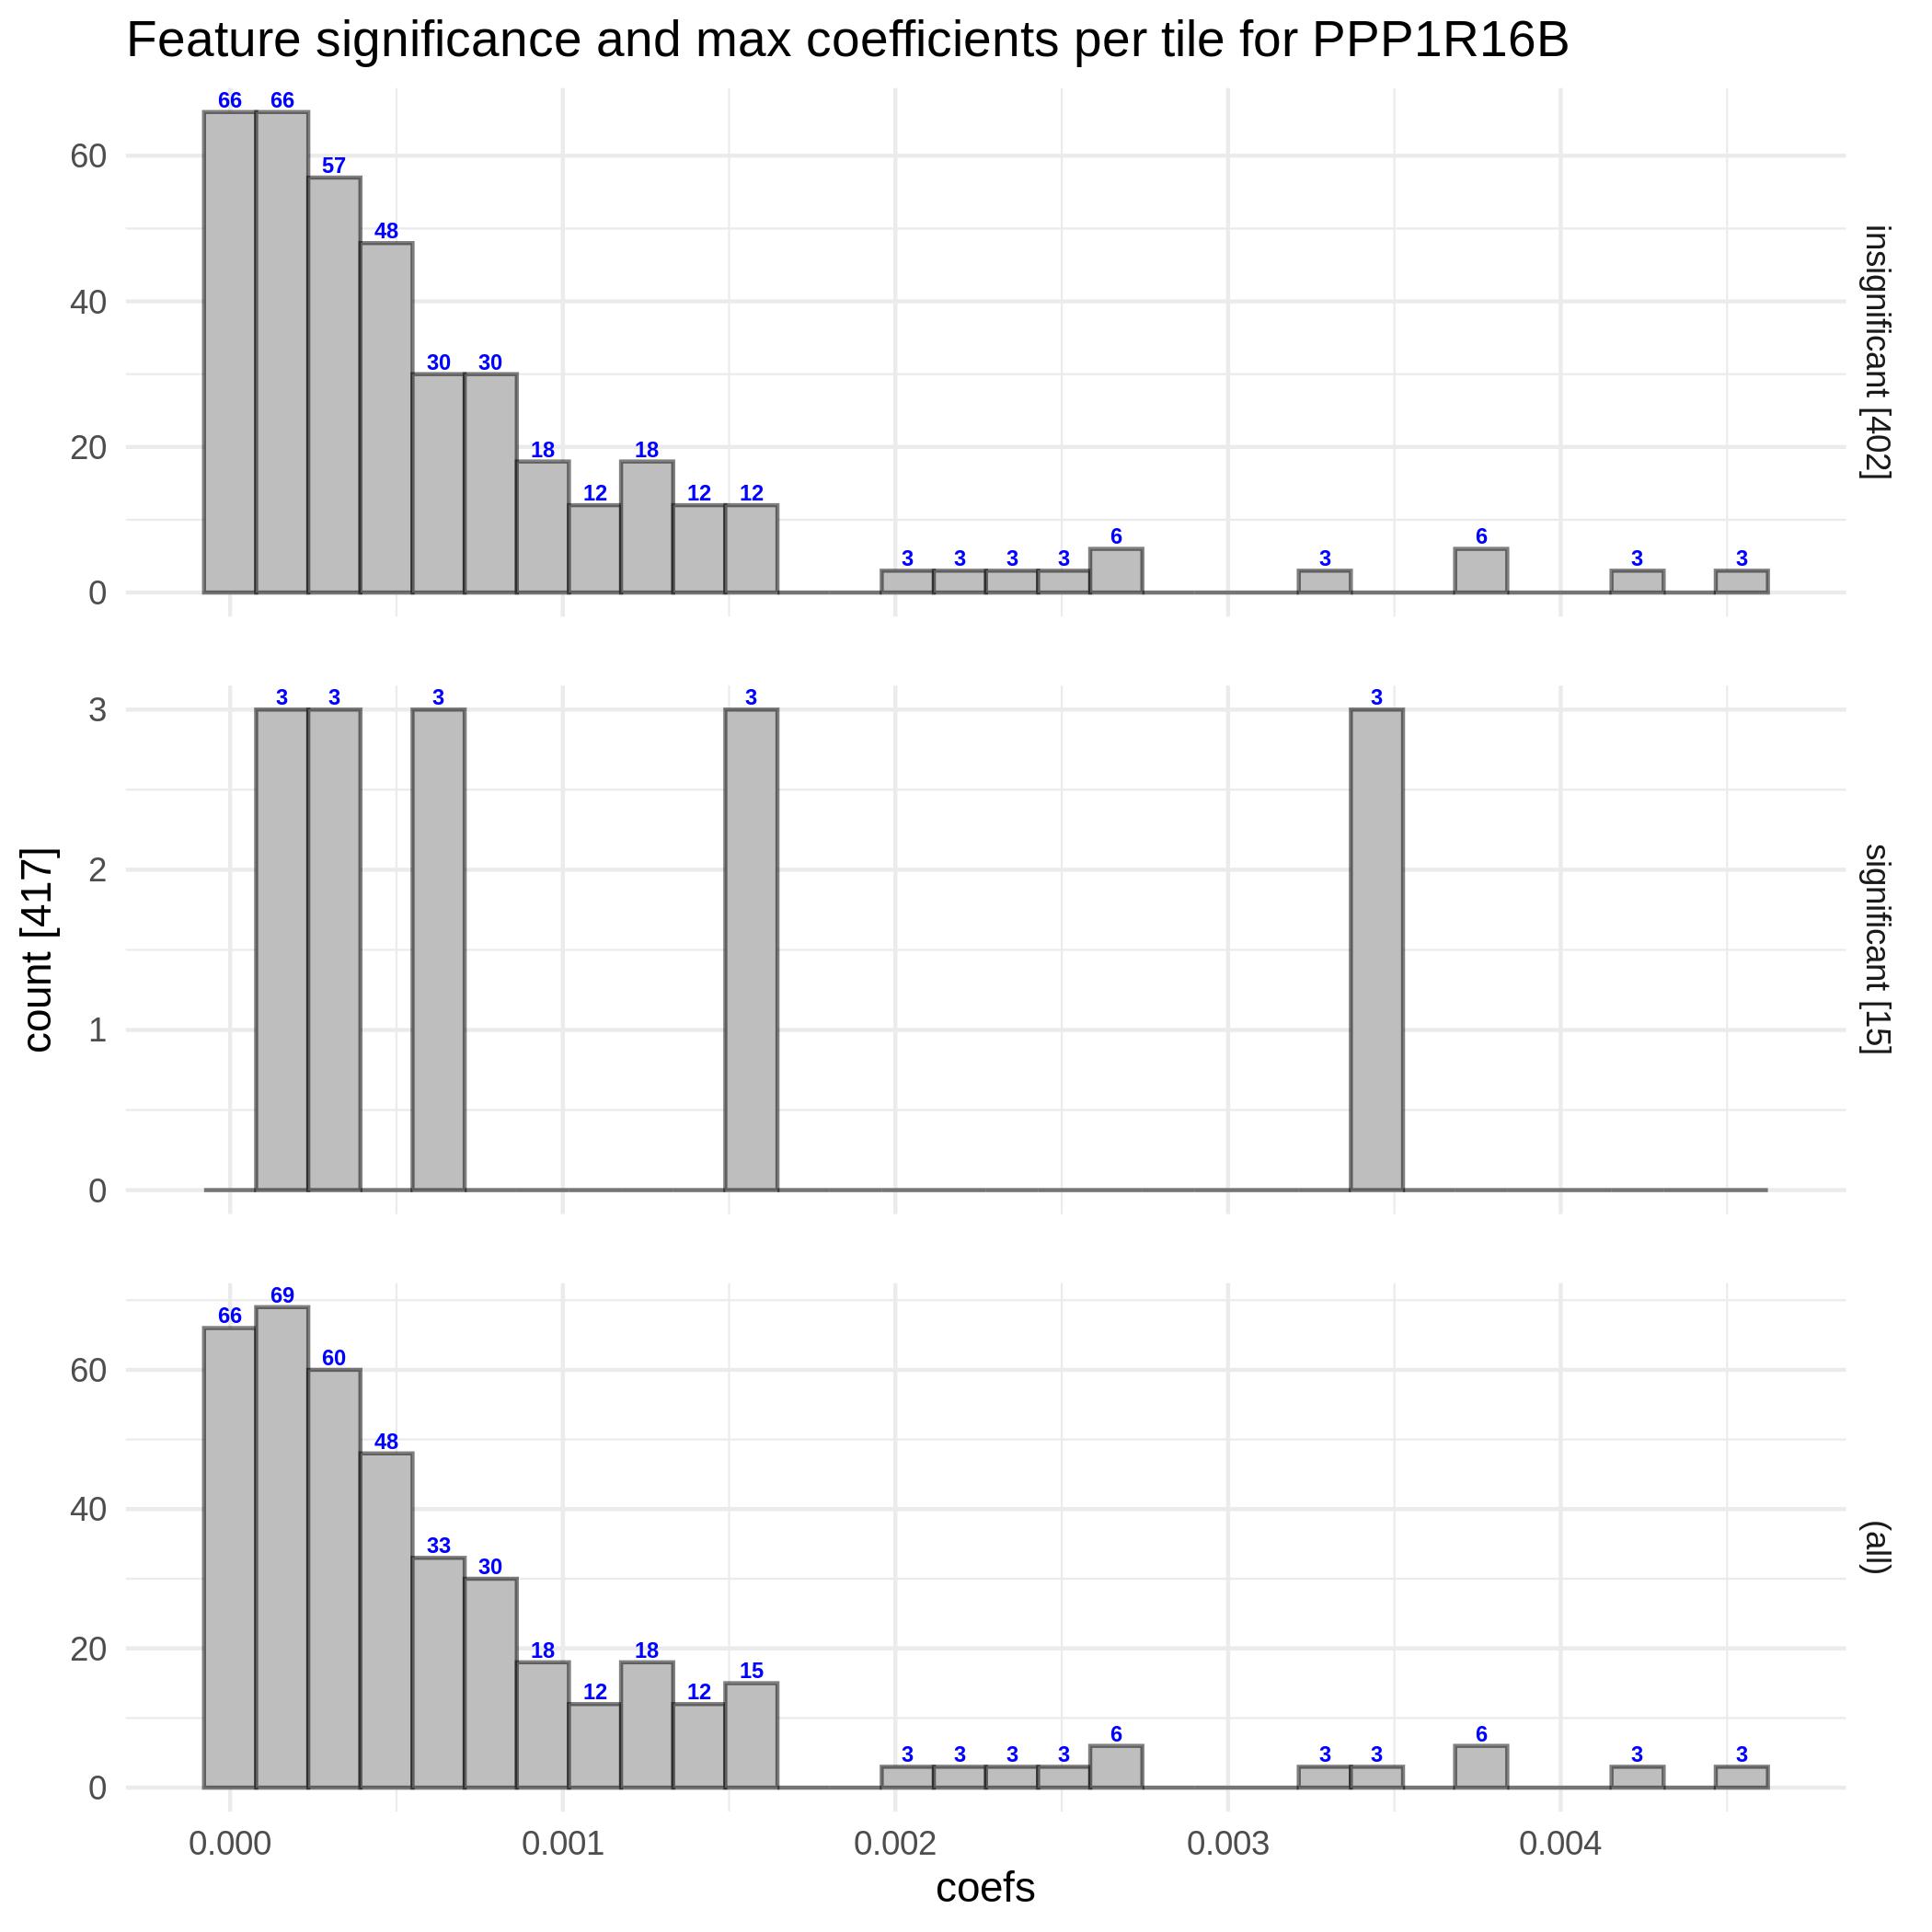 Feature significance and max coefficients per tile for PPP1R16B
66 66 57 48 30 30 18 12 18 12 12 3 3 3 3 6 3 6 3 3
60
40
20
0
insignificant [402]
3 3 3 3 3
3
2
1
0
significant [15]
count [417]
66 69 60 48 33 30 18 12 18 12 15 3 3 3 3 6 3 3 6 3 3
60
40
20
0
(all)
0.000 0.001 0.002 0.003 0.004
coefs